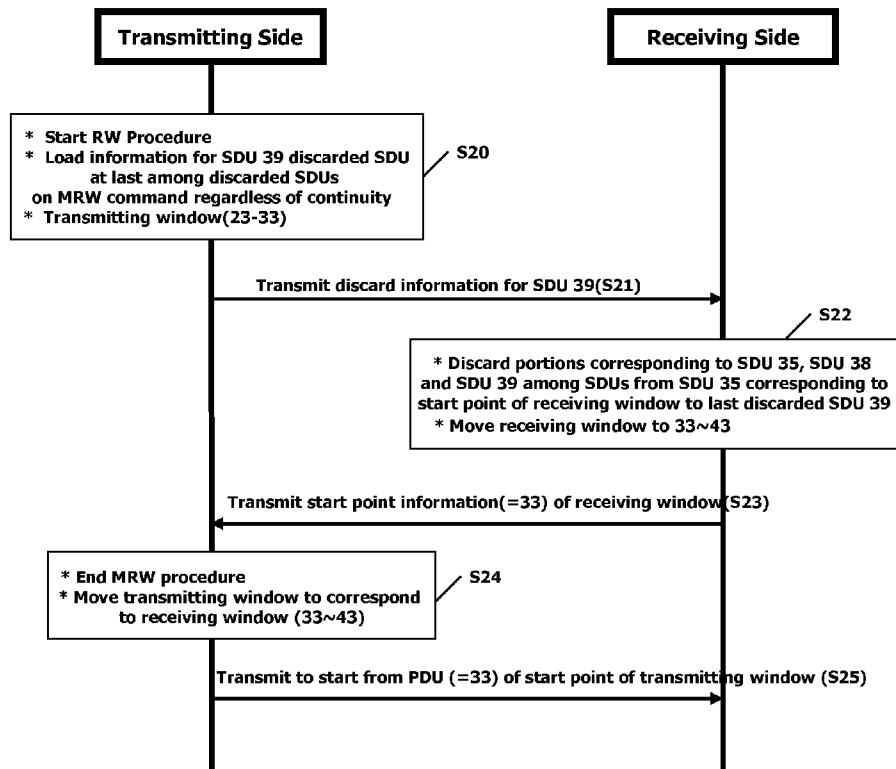 Transmitting Side
Receiving Side
* Start RW Procedure
* Load information for SDU 39 discarded SDU
at last among discarded SDUs
on MRW command regardless of continuity
* Transmitting window(23-33)
S20
Transmit discard information for SDU 39(S21)
S22
* Discard portions corresponding to SDU 35, SDU 38
and SDU 39 among SDUs from SDU 35 corresponding to
start point of receiving window to last discarded SDU 39
* Move receiving window to 33~43
Transmit start point information(=33) of receiving window(S23)
* End MRW procedure
* Move transmitting window to correspond
to receiving window (33~43)
S24
Transmit to start from PDU (=33) of start point of transmitting window (S25)